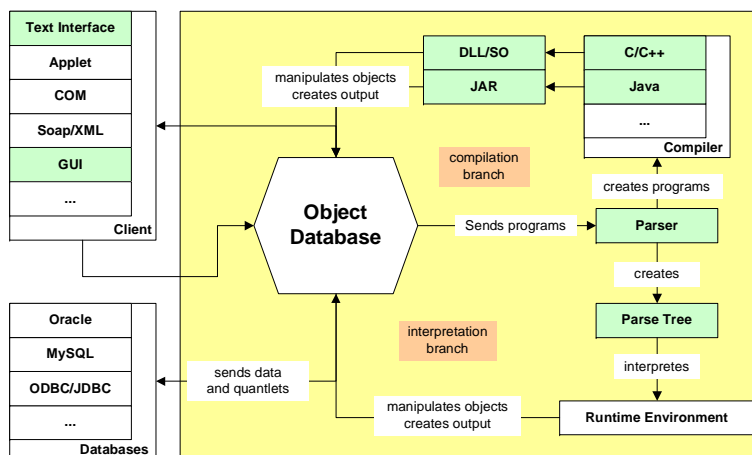 Text Interface
Applet
COM
Soap/XML
GUI
...
Client
DLL/SO
JAR
C/C++
Java
...
Compiler
manipulates objects
creates output
compilation
branch
creates programs
Object
Database
Sends programs
Parser
creates
Parse Tree
interpretes
Runtime Environment
interpretation
branch
manipulates objects
creates output
sends data
and quantlets
Oracle
MySQL
ODBC/JDBC
...
Databases